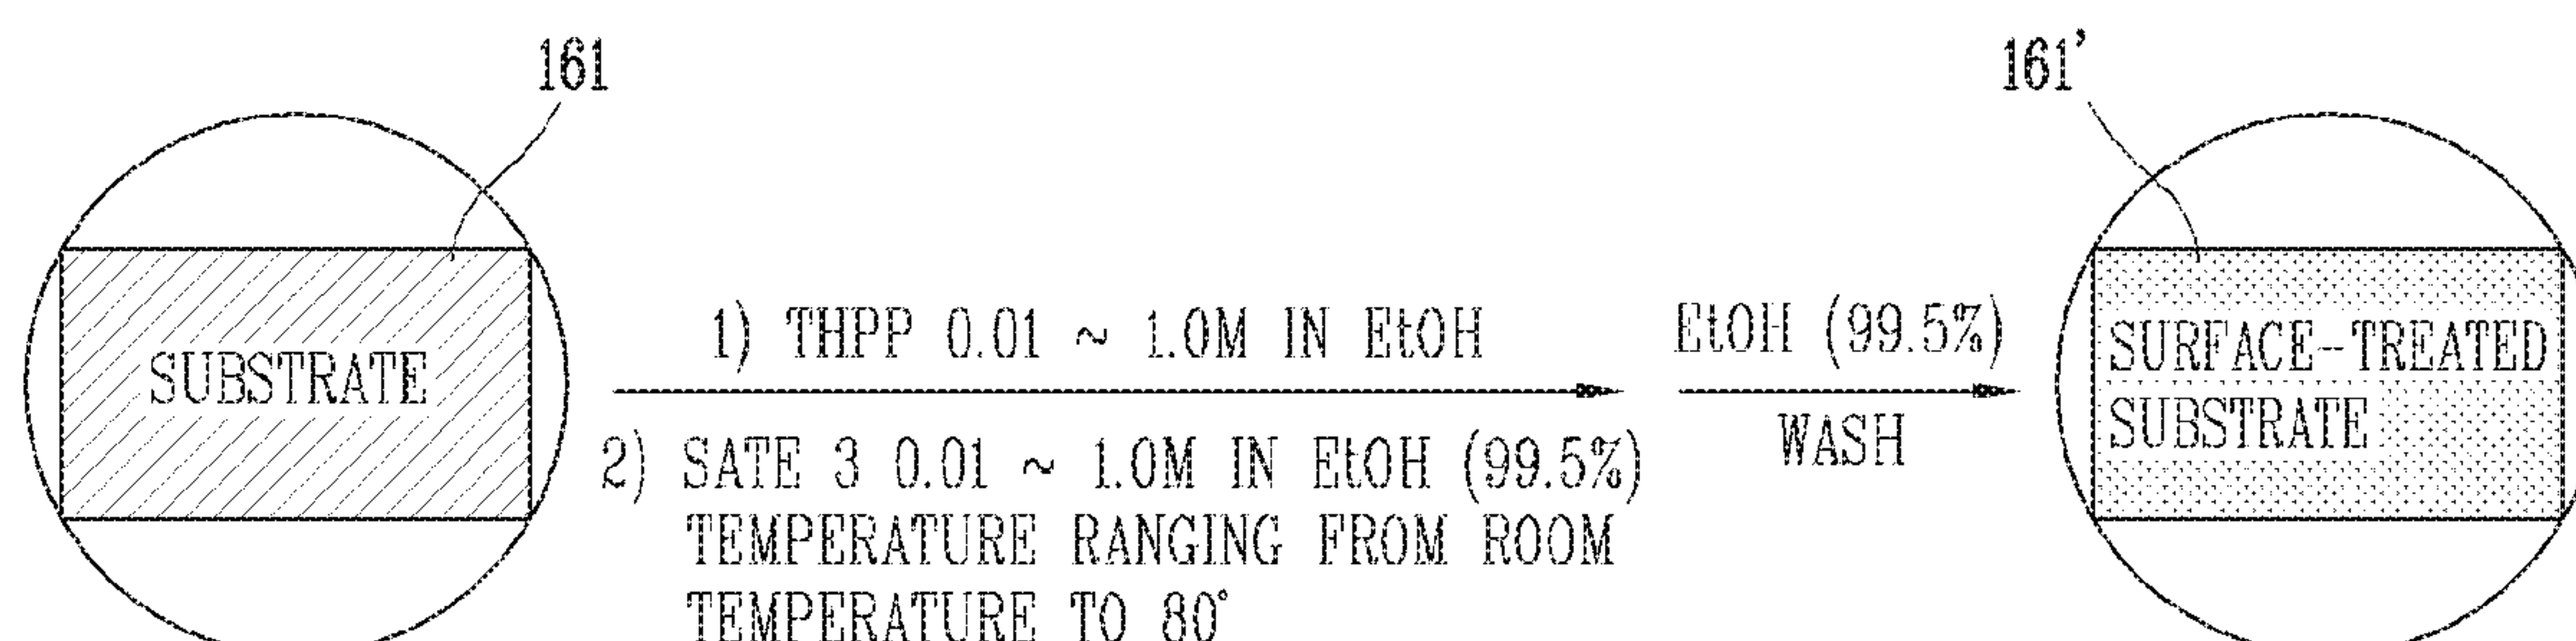 161
161'
SUBSTRATE
1) THPP 0.01 ~ 1.0M IN EtOH
2) SATE 3 0.01 ~ 1.0M IN EtOH (99.5%)
TEMPERATURE RANGING FROM ROOM
TEMPERATURE TO 80°
EtOH (99.5%)
WASH
SURFACE-TREATED
SUBSTRATE